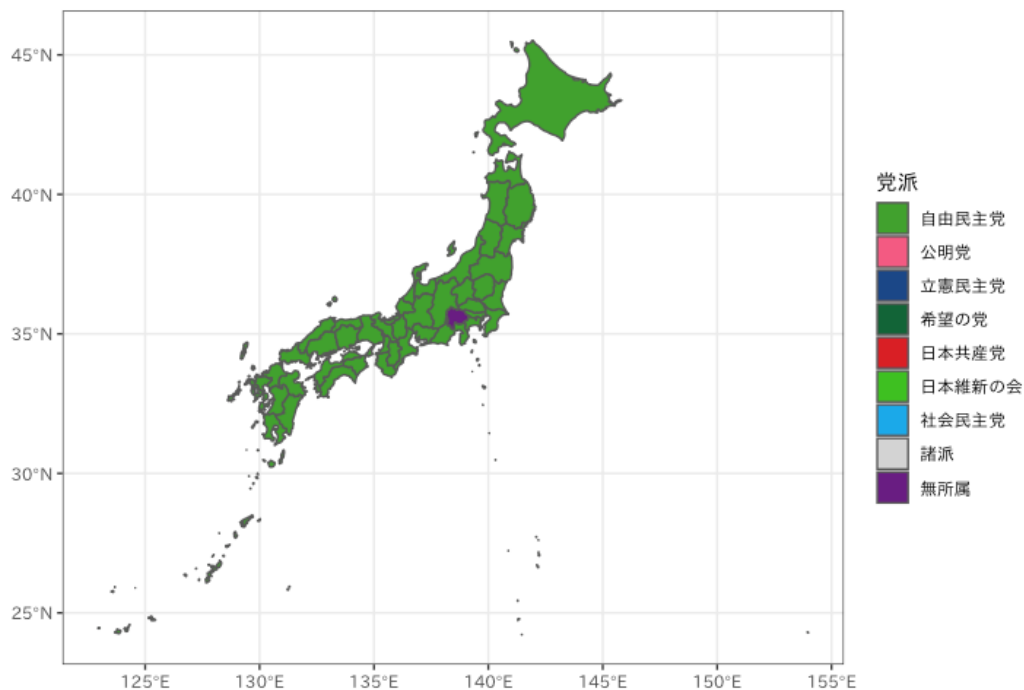 45°N
40°N
35°N
30°N
25°N
125°E 130°E 135°E 140°E 145°E 150°E 155°E
党派
自由民主党
公明党
立憲民主党
希望の党
日本共産党
日本維新の会
社会民主党
諸派
無所属